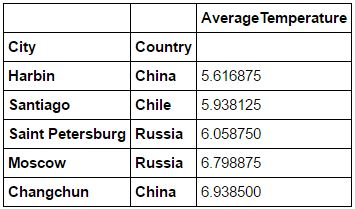 AverageTemperature
City Country
Harbin China 5.616875
Santiago Chile 5.938125
Saint Petersburg Russia 6.058750
Moscow Russia 6.798875
Changchun China 6.938500